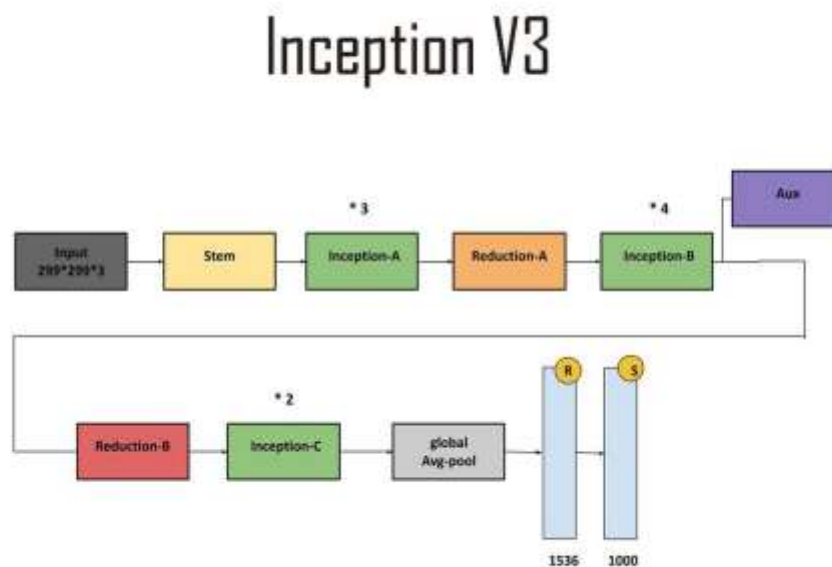 Inception V3
Aux
* 3
* 4
Input
299*299*3
Stem
Inception-A
Reduction-A
Inception-B
* 2
Reduction-B
Inception-C
global
Avg-pool
R
S
1536
1000